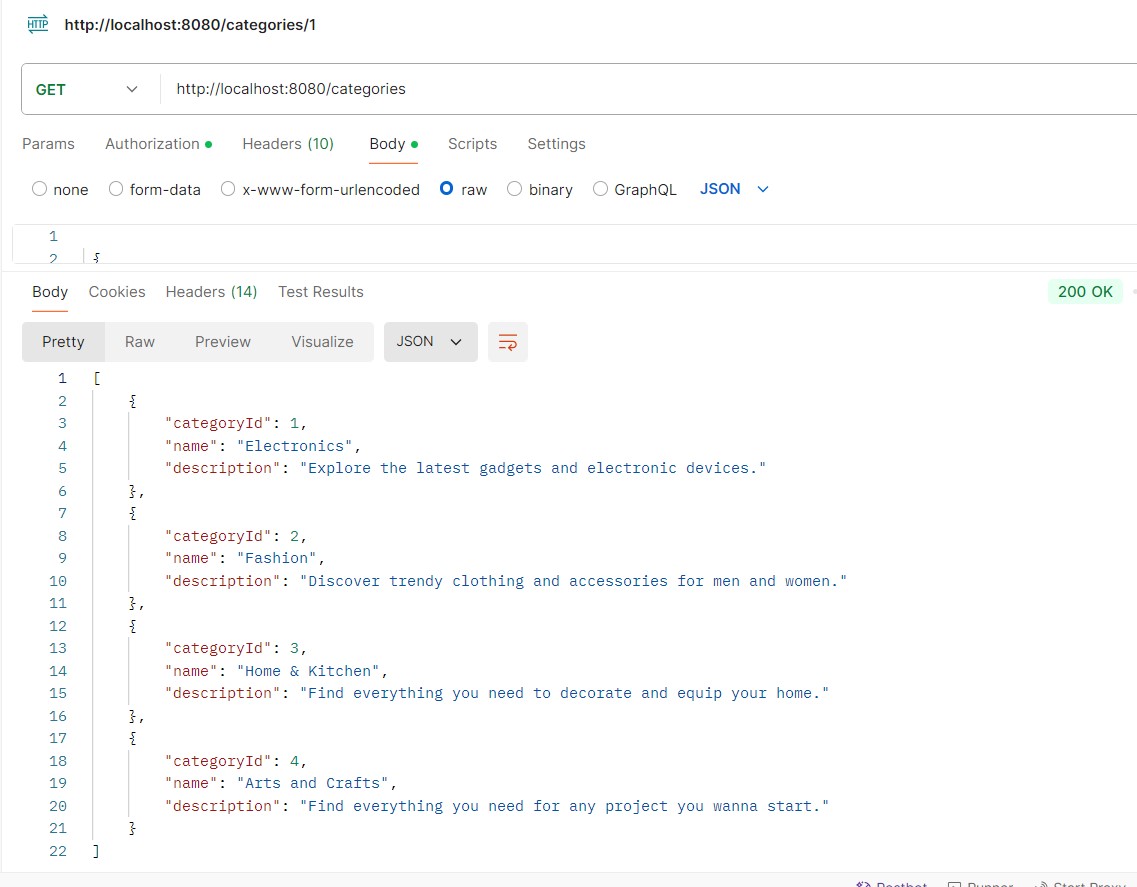 HTTP http://localhost:8080/categories/1
GET http://localhost:8080/categories
Params Authorization Headers (10) Body Scripts Settings
none form-data x-www-form-urlencoded raw binary GraphQL JSON
1
2 {
Body Cookies Headers (14) Test Results 200 OK
Pretty Raw Preview Visualize JSON
1 [
2 {
3 "categoryId": 1,
4 "name": "Electronics",
5 "description": "Explore the latest gadgets and electronic devices."
6 },
7 {
8 "categoryId": 2,
9 "name": "Fashion",
10 "description": "Discover trendy clothing and accessories for men and women."
11 },
12 {
13 "categoryId": 3,
14 "name": "Home & Kitchen",
15 "description": "Find everything you need to decorate and equip your home."
16 },
17 {
18 "categoryId": 4,
19 "name": "Arts and Crafts",
20 "description": "Find everything you need for any project you wanna start."
21 }
22 ]
Postbot Runner Start Proxy